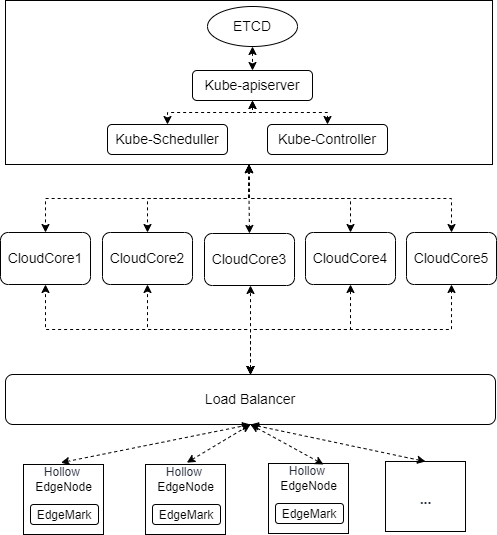 ETCD
Kube-apiserver
Kube-Scheduller
Kube-Controller
CloudCore1
CloudCore2
CloudCore3
CloudCore4
CloudCore5
Load Balancer
Hollow
EdgeNode
EdgeMark
Hollow
EdgeNode
EdgeMark
Hollow
EdgeNode
EdgeMark
...